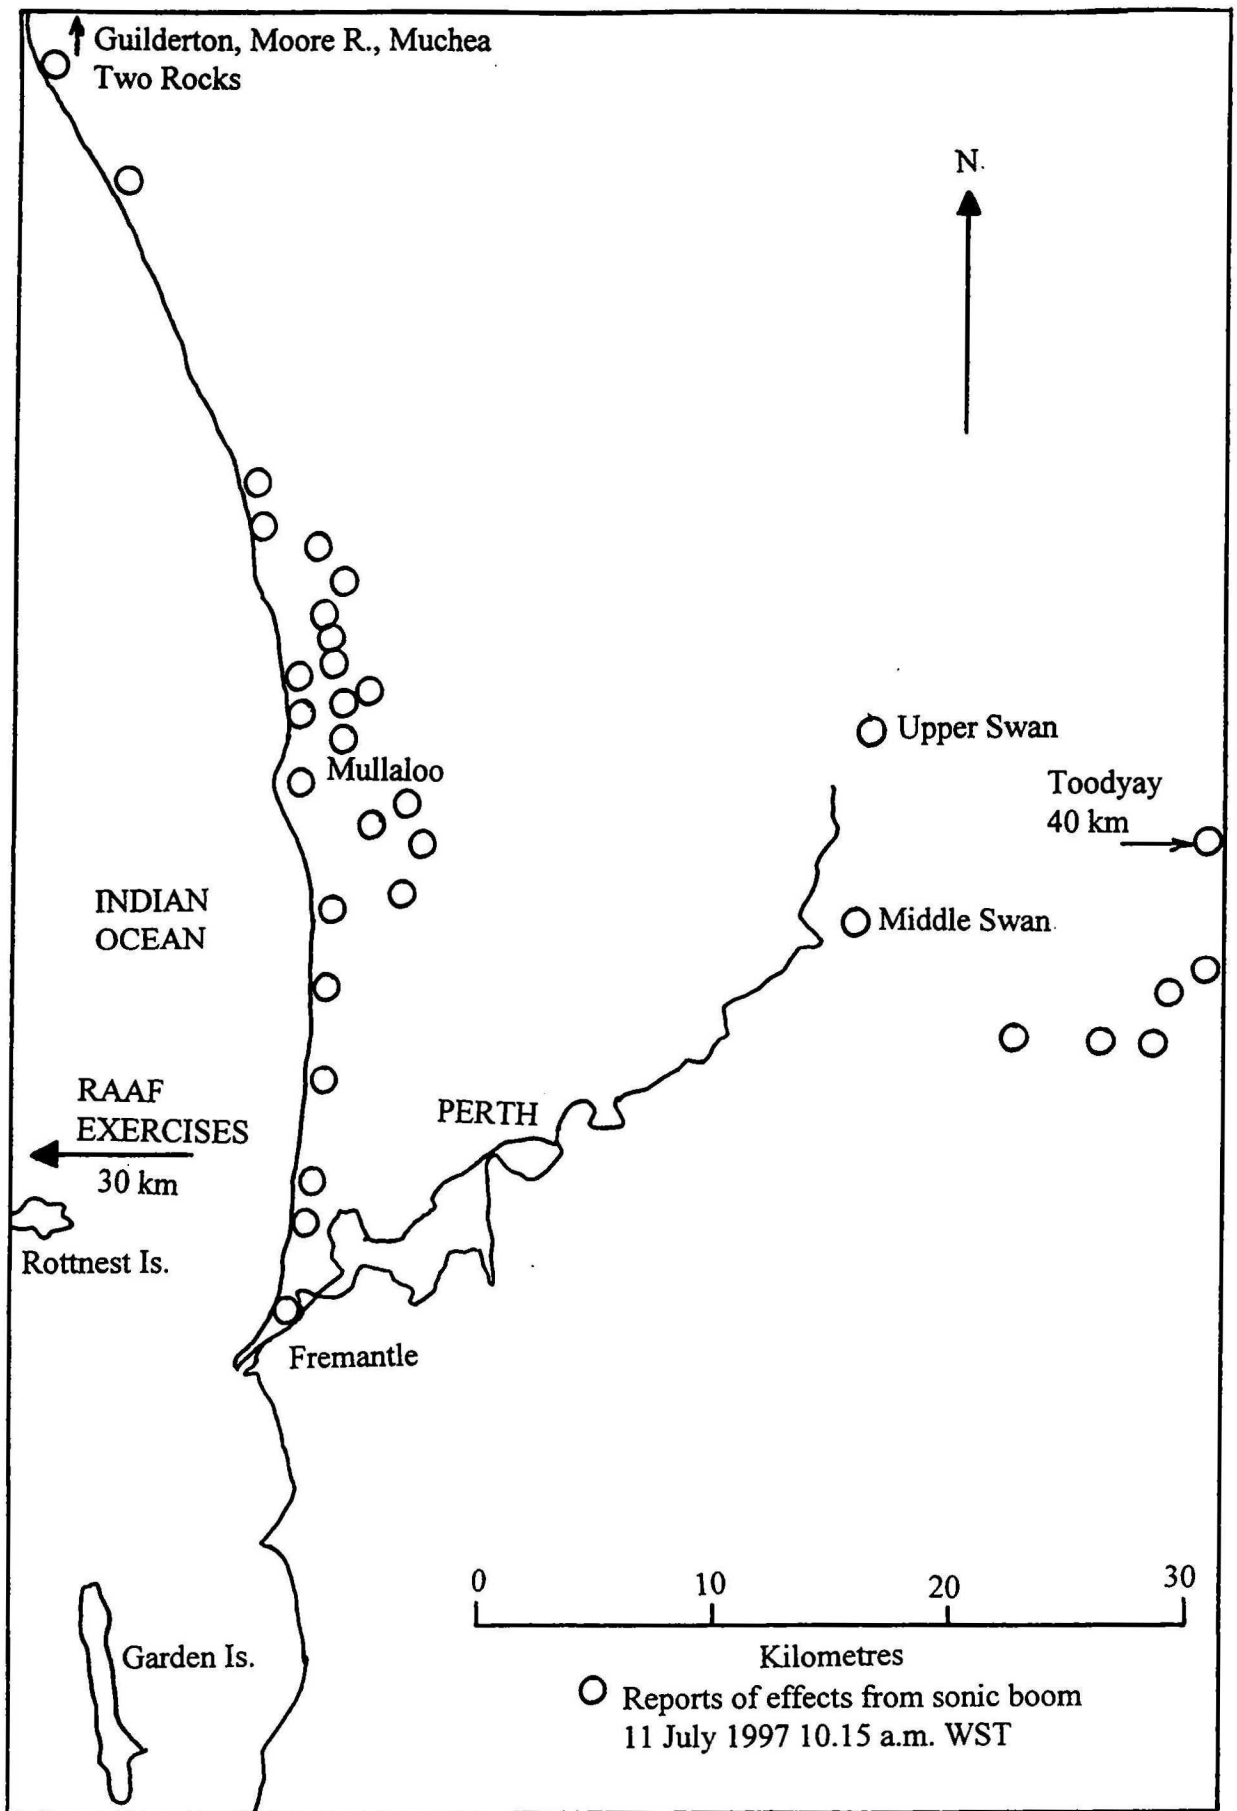 Guilderton, Moore R., Muchea
Two Rocks
N.
Upper Swan
Mullaloo
Toodyay
40 km
INDIAN
OCEAN
Middle Swan
RAAF
EXERCISES
30 km
PERTH
Rottnest Is.
Fremantle
0 10 20 30
Garden Is.
Kilometres
Reports of effects from sonic boom
11 July 1997 10.15 a.m. WST